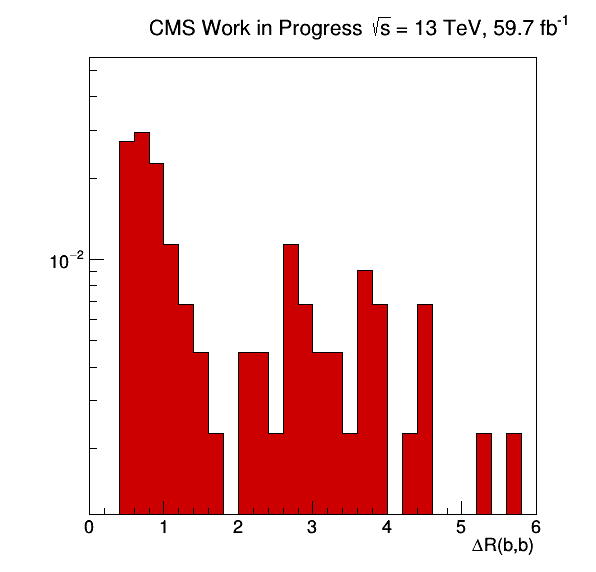 CMS Work in Progress √s = 13 TeV, 59.7 fb⁻¹
10⁻²
0 1 2 3 4 5 6
ΔR(b,b)